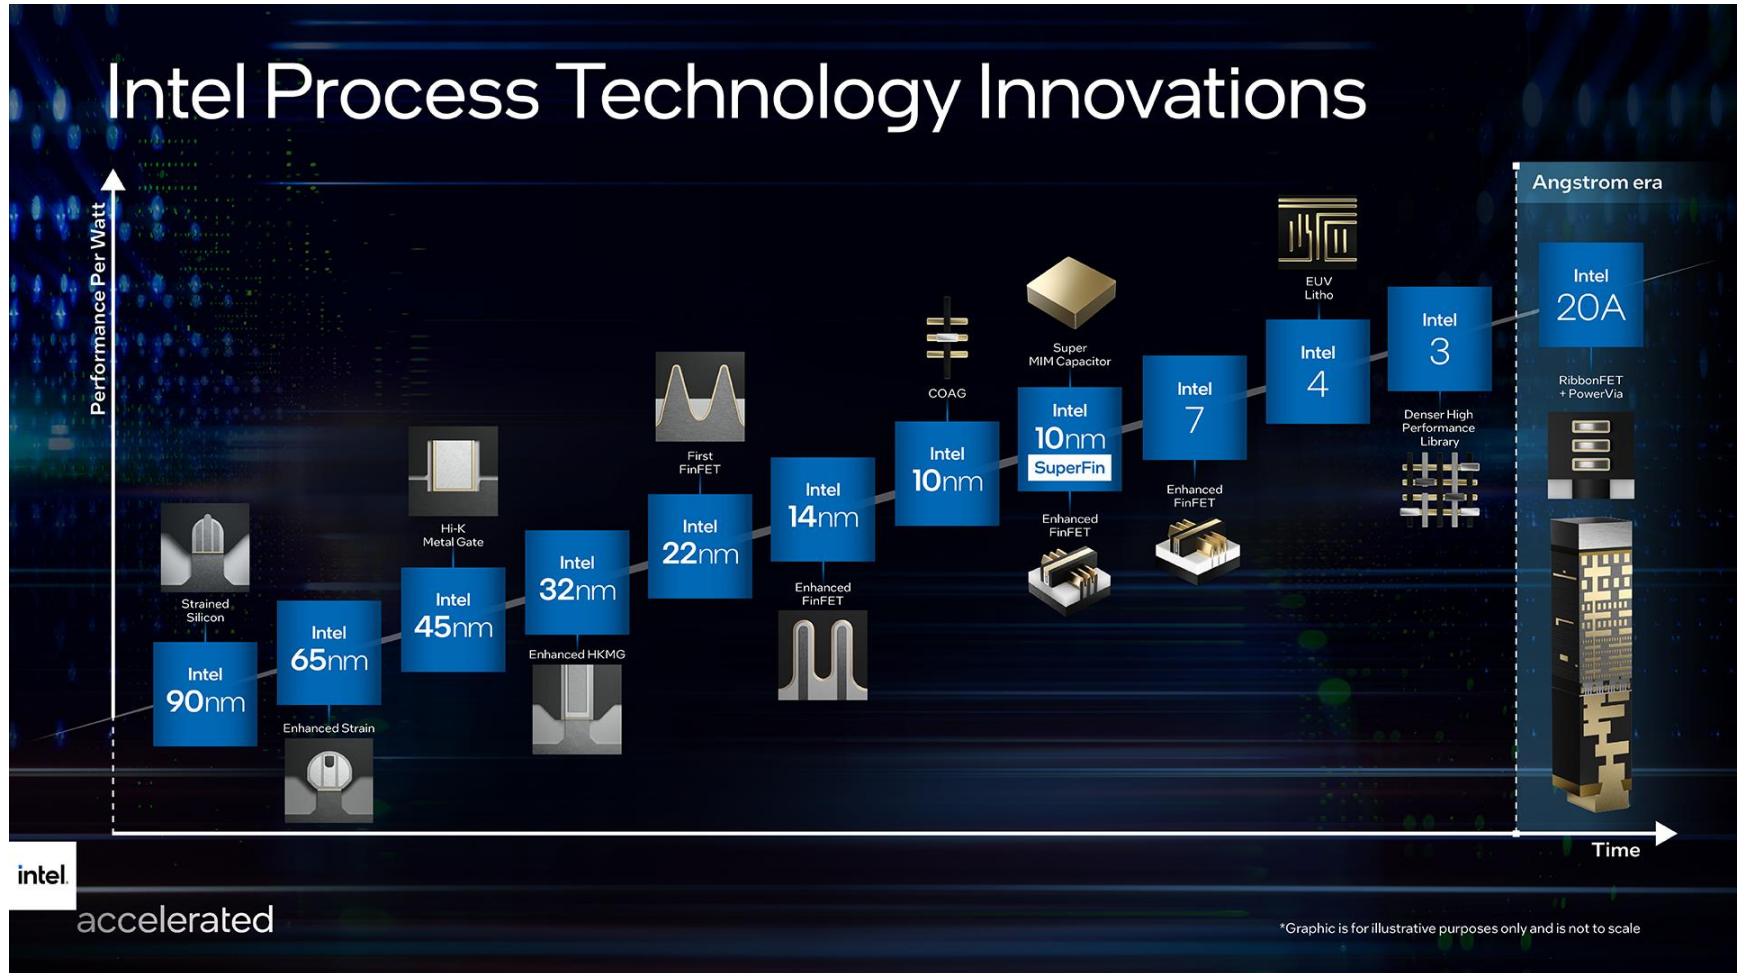 Intel Process Technology Innovations
Performance Per Watt
Strained
Silicon
Intel
90nm
Intel
65nm
Enhanced Strain
Hi-K
Metal Gate
Intel
45nm
Intel
32nm
Enhanced HKMG
First
FinFET
Intel
22nm
Intel
14nm
Enhanced
FinFET
COAG
Intel
10nm
Super
MIM Capacitor
Intel
10nm
SuperFin
Enhanced
FinFET
Intel
7
Enhanced
FinFET
EUV
Litho
Intel
4
Intel
3
Denser High
Performance
Library
Angstrom era
Intel
20A
RibbonFET
+ PowerVia
Time
intel.
accelerated
*Graphic is for illustrative purposes only and is not to scale